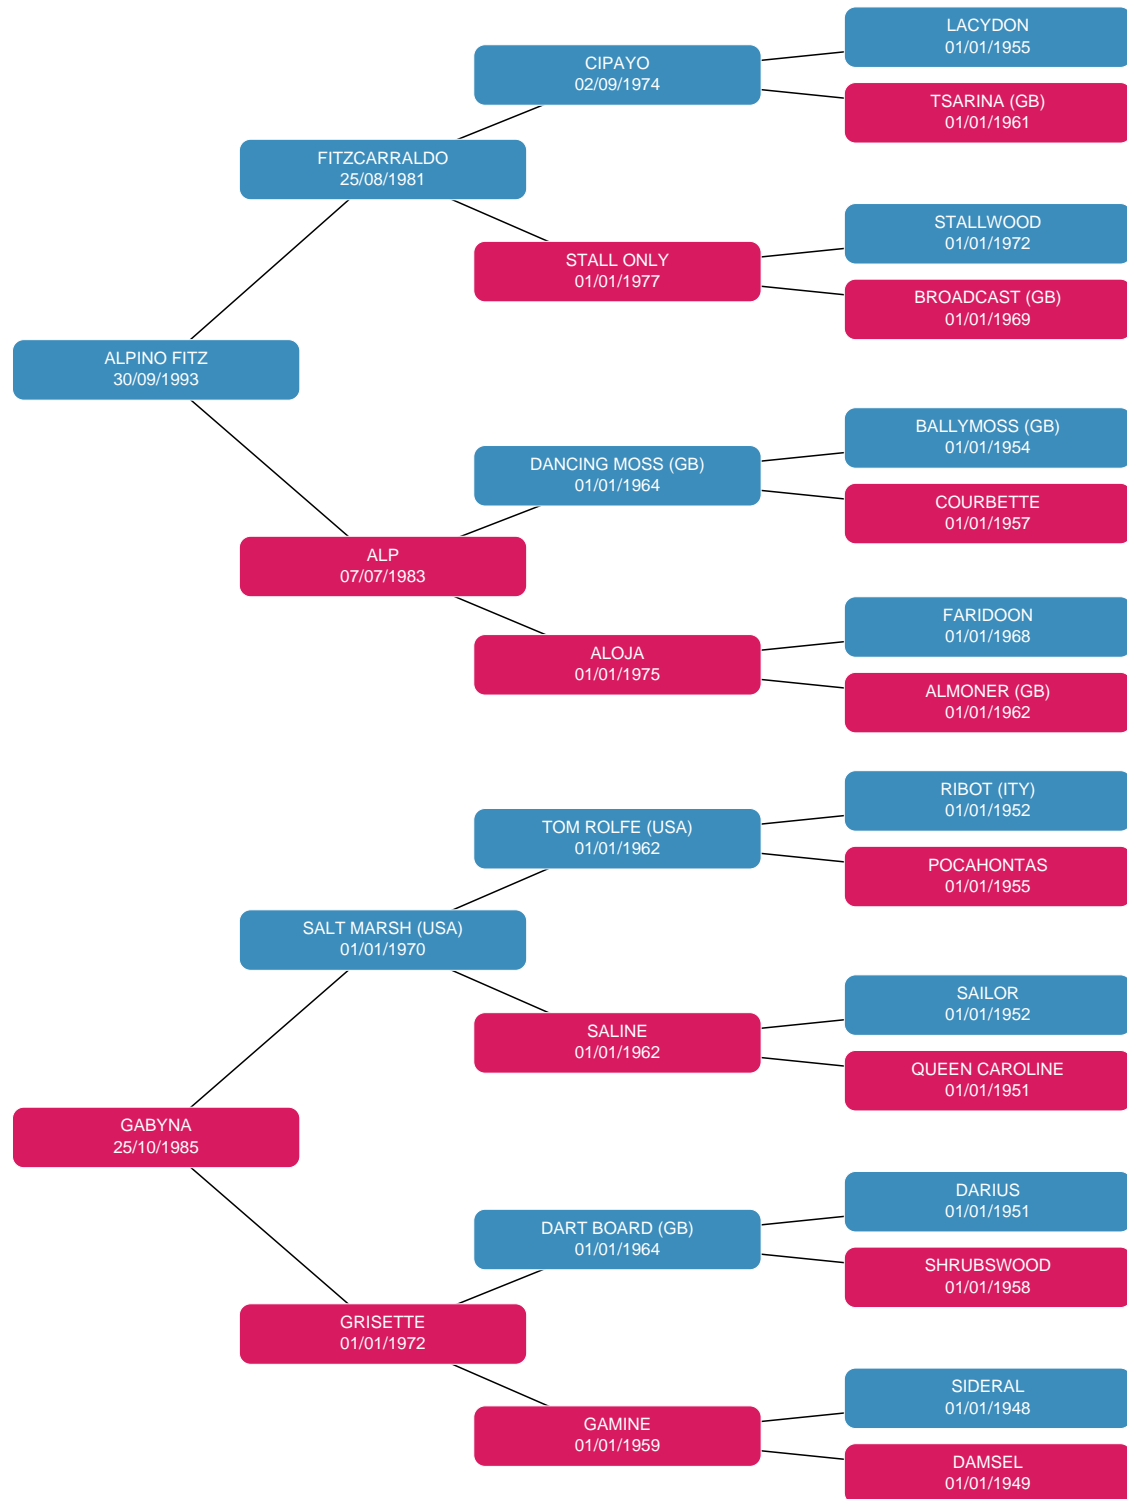 LACYDON
01/01/1955
CIPAYO
02/09/1974
TSARINA (GB)
01/01/1961
FITZCARRALDO
25/08/1981
STALLWOOD
01/01/1972
STALL ONLY
01/01/1977
BROADCAST (GB)
01/01/1969
ALPINO FITZ
30/09/1993
BALLYMOSS (GB)
01/01/1954
DANCING MOSS (GB)
01/01/1964
COURBETTE
01/01/1957
ALP
07/07/1983
FARIDOON
01/01/1968
ALOJA
01/01/1975
ALMONER (GB)
01/01/1962
RIBOT (ITY)
01/01/1952
TOM ROLFE (USA)
01/01/1962
POCAHONTAS
01/01/1955
SALT MARSH (USA)
01/01/1970
SAILOR
01/01/1952
SALINE
01/01/1962
QUEEN CAROLINE
01/01/1951
GABYNA
25/10/1985
DARIUS
01/01/1951
DART BOARD (GB)
01/01/1964
SHRUBSWOOD
01/01/1958
GRISETTE
01/01/1972
SIDERAL
01/01/1948
GAMINE
01/01/1959
DAMSEL
01/01/1949